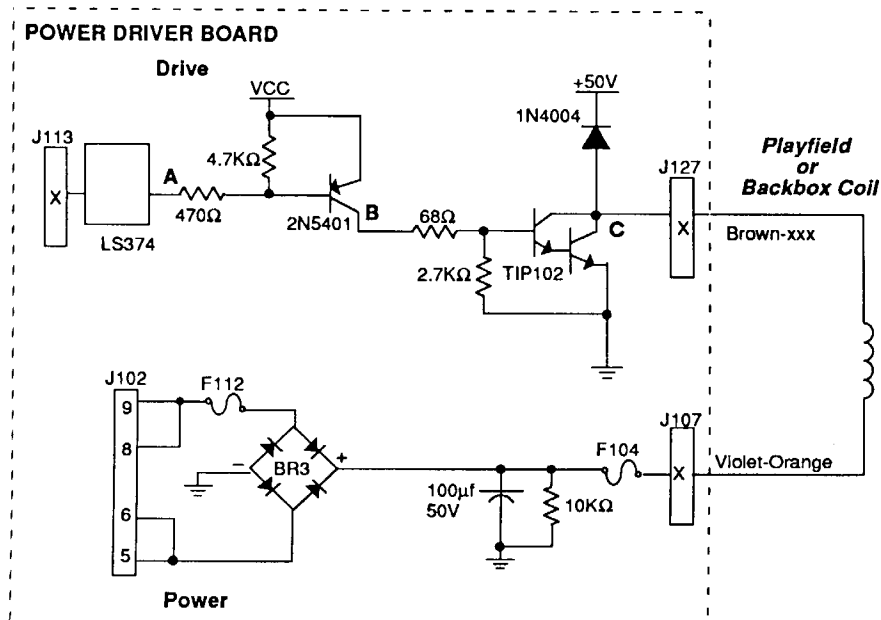 POWER DRIVER BOARD
Drive
VCC
+50V
1N4004
J113
4.7KΩ
J127
Playfield
or
Backbox Coil
A
X
470Ω
2N5401
B
68Ω
C
X
Brown-xxx
LS374
2.7KΩ
TIP102
J102
F112
J107
9
8
6
5
BR3
–
+
F104
X
Violet-Orange
100µf
50V
10KΩ
Power